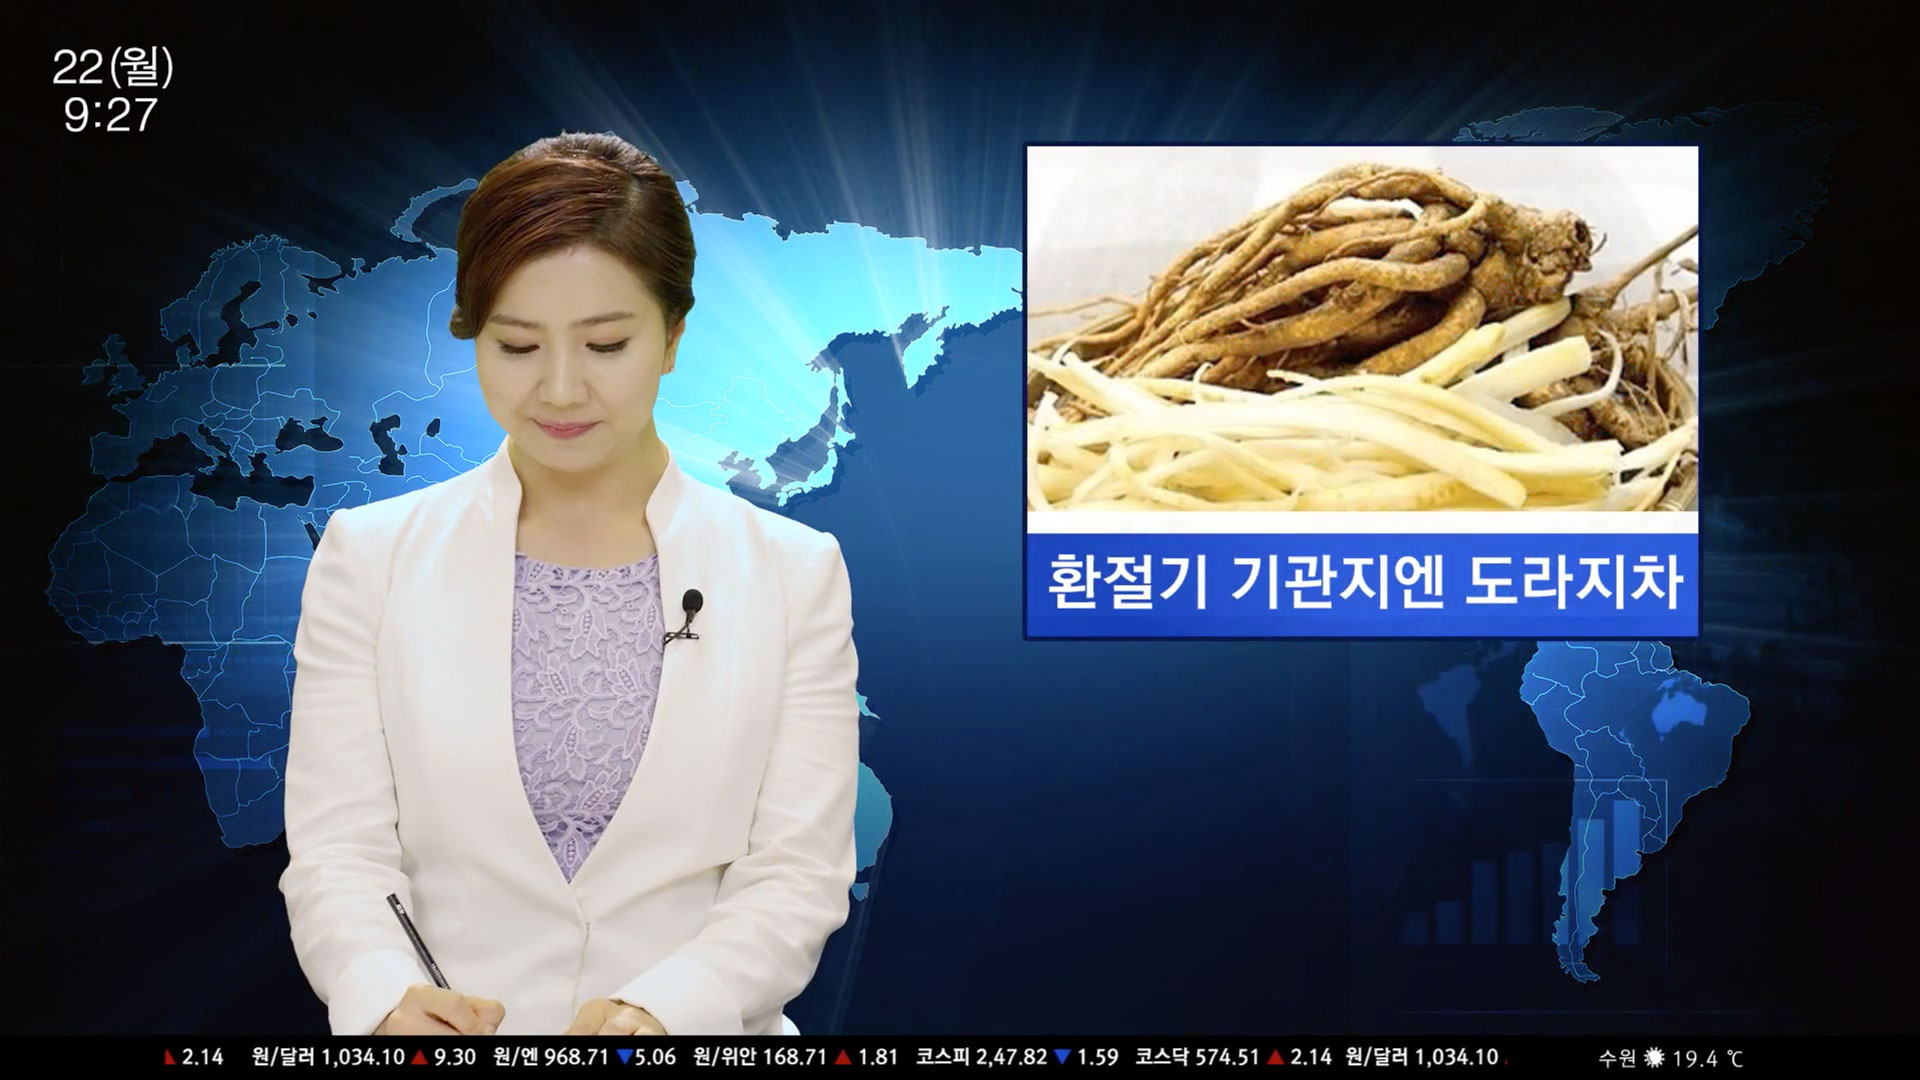 22(월)
9:27
환절기 기관지엔 도라지차
▲ 2.14 원/달러 1,034.10 ▲ 9.30 원/엔 968.71 ▼5.06 원/위안 168.71 ▲ 1.81 코스피 2,47.82 ▼ 1.59 코스닥 574.51 ▲ 2.14 원/달러 1,034.10
수원 19.4 ℃